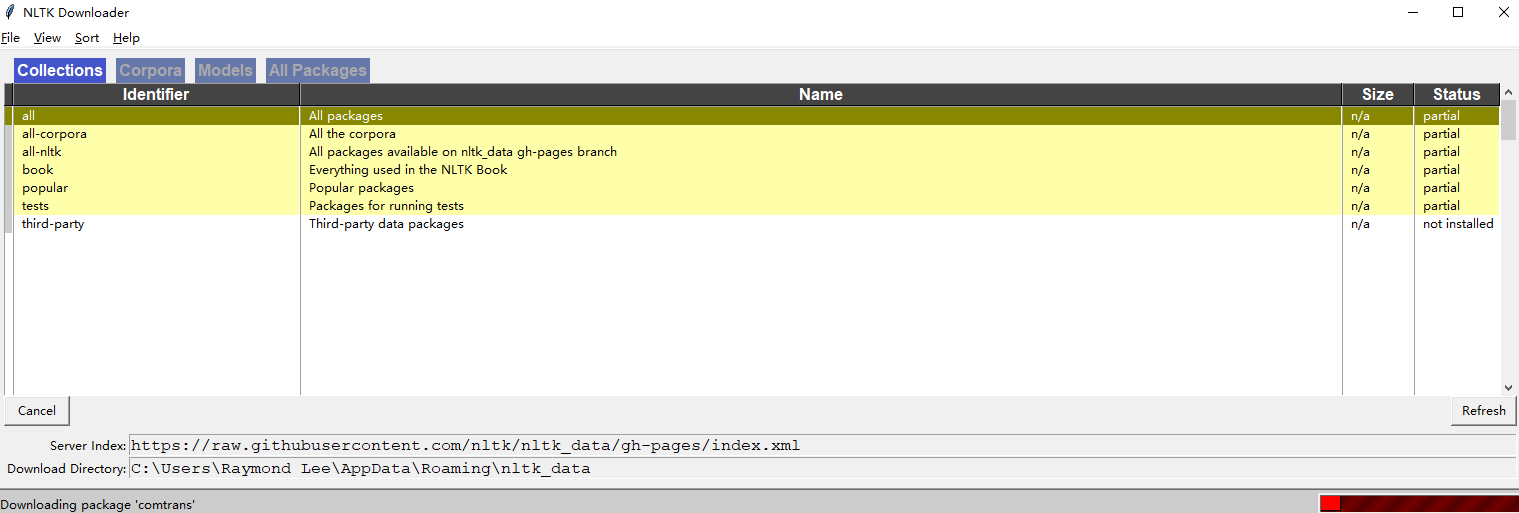 NLTK Downloader
File View Sort Help
Collections Corpora Models All Packages
Identifier Name Size Status
all All packages n/a partial
all-corpora All the corpora n/a partial
all-nltk All packages available on nltk_data gh-pages branch n/a partial
book Everything used in the NLTK Book n/a partial
popular Popular packages n/a partial
tests Packages for running tests n/a partial
third-party Third-party data packages n/a not installed
Cancel Refresh
Server Index: https://raw.githubusercontent.com/nltk/nltk_data/gh-pages/index.xml
Download Directory: C:\Users\Raymond Lee\AppData\Roaming\nltk_data
Downloading package 'comtrans'